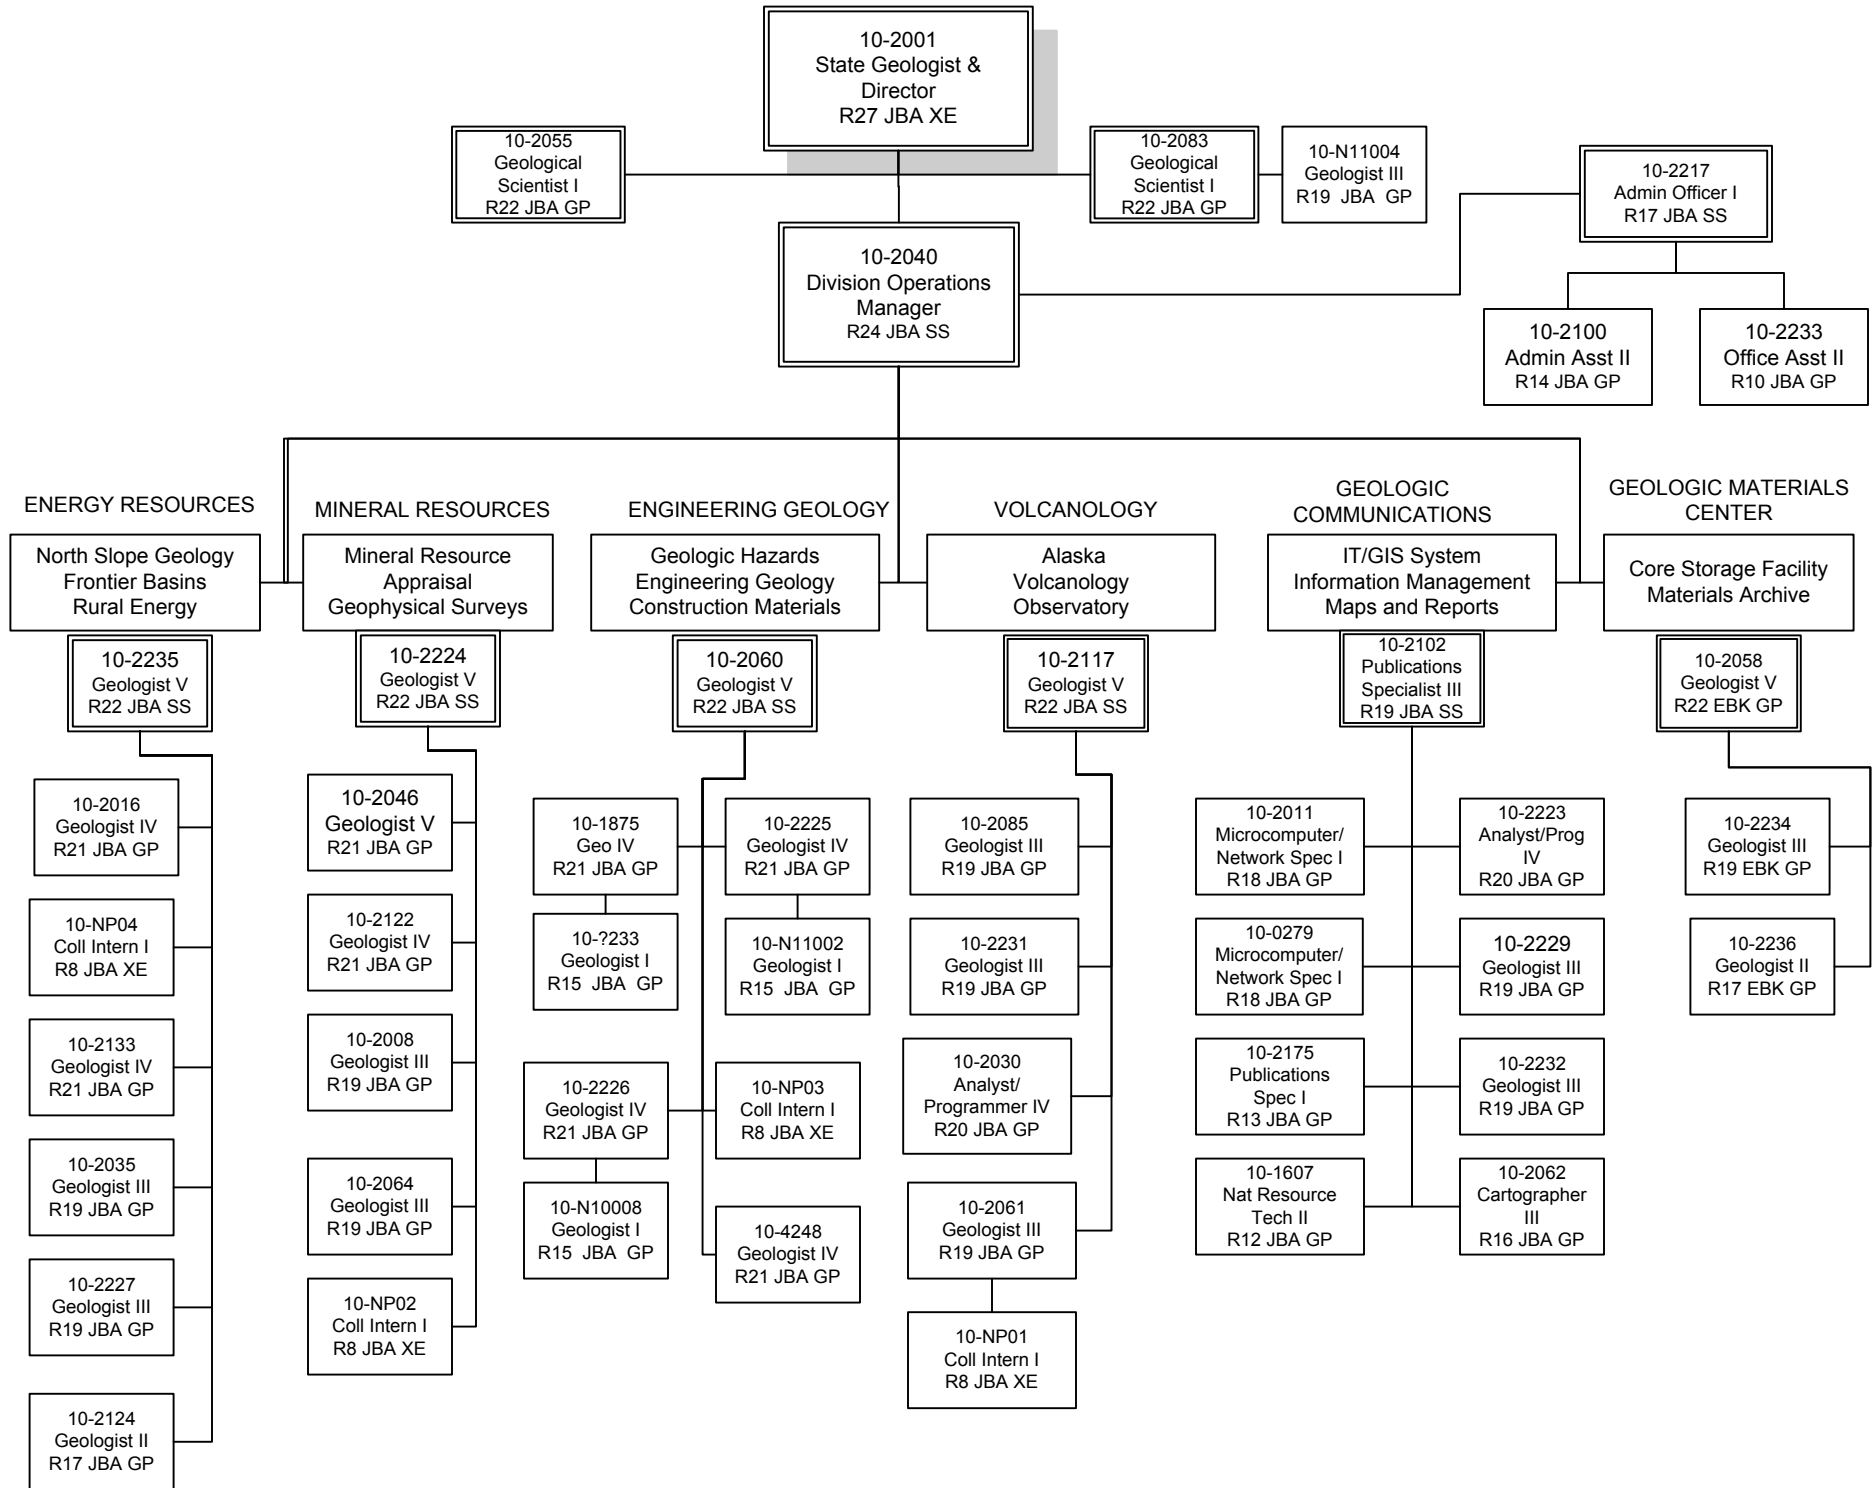 10-2001
State Geologist &
Director
R27 JBA XE
10-2055
Geological
Scientist I
R22 JBA GP
10-2083
Geological
Scientist I
R22 JBA GP
10-N11004
Geologist III
R19 JBA GP
10-2217
Admin Officer I
R17 JBA SS
10-2040
Division Operations
Manager
R24 JBA SS
10-2100
Admin Asst II
R14 JBA GP
10-2233
Office Asst II
R10 JBA GP
ENERGY RESOURCES
North Slope Geology
Frontier Basins
Rural Energy
10-2235
Geologist V
R22 JBA SS
10-2016
Geologist IV
R21 JBA GP
10-NP04
Coll Intern I
R8 JBA XE
10-2133
Geologist IV
R21 JBA GP
10-2035
Geologist III
R19 JBA GP
10-2227
Geologist III
R19 JBA GP
10-2124
Geologist II
R17 JBA GP
MINERAL RESOURCES
Mineral Resource
Appraisal
Geophysical Surveys
10-2224
Geologist V
R22 JBA SS
10-2046
Geologist V
R21 JBA GP
10-2122
Geologist IV
R21 JBA GP
10-2008
Geologist III
R19 JBA GP
10-2064
Geologist III
R19 JBA GP
10-NP02
Coll Intern I
R8 JBA XE
ENGINEERING GEOLOGY
Geologic Hazards
Engineering Geology
Construction Materials
10-2060
Geologist V
R22 JBA SS
10-1875
Geo IV
R21 JBA GP
10-2225
Geologist IV
R21 JBA GP
10-?233
Geologist I
R15 JBA GP
10-N11002
Geologist I
R15 JBA GP
10-2226
Geologist IV
R21 JBA GP
10-NP03
Coll Intern I
R8 JBA XE
10-N10008
Geologist I
R15 JBA GP
10-4248
Geologist IV
R21 JBA GP
VOLCANOLOGY
Alaska
Volcanology
Observatory
10-2117
Geologist V
R22 JBA SS
10-2085
Geologist III
R19 JBA GP
10-2231
Geologist III
R19 JBA GP
10-2030
Analyst/
Programmer IV
R20 JBA GP
10-2061
Geologist III
R19 JBA GP
10-NP01
Coll Intern I
R8 JBA XE
GEOLOGIC
COMMUNICATIONS
IT/GIS System
Information Management
Maps and Reports
10-2102
Publications
Specialist III
R19 JBA SS
10-2011
Microcomputer/
Network Spec I
R18 JBA GP
10-2223
Analyst/Prog
IV
R20 JBA GP
10-0279
Microcomputer/
Network Spec I
R18 JBA GP
10-2229
Geologist III
R19 JBA GP
10-2175
Publications
Spec I
R13 JBA GP
10-2232
Geologist III
R19 JBA GP
10-1607
Nat Resource
Tech II
R12 JBA GP
10-2062
Cartographer
III
R16 JBA GP
GEOLOGIC MATERIALS
CENTER
Core Storage Facility
Materials Archive
10-2058
Geologist V
R22 EBK GP
10-2234
Geologist III
R19 EBK GP
10-2236
Geologist II
R17 EBK GP